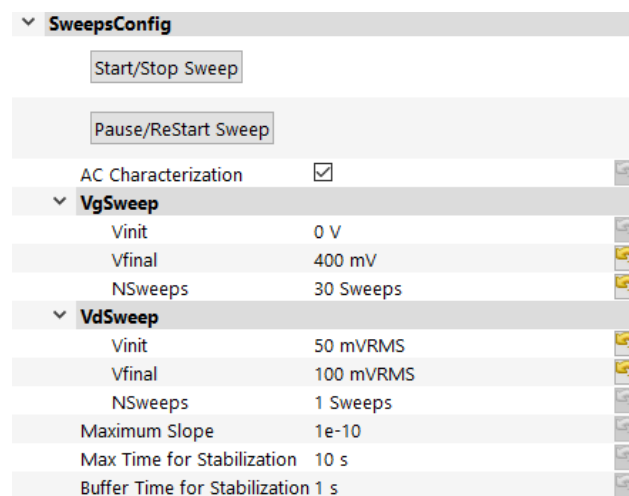 SweepsConfig
Start/Stop Sweep
Pause/ReStart Sweep
AC Characterization
VgSweep
Vinit 0 V
Vfinal 400 mV
NSweeps 30 Sweeps
VdSweep
Vinit 50 mVRMS
Vfinal 100 mVRMS
NSweeps 1 Sweeps
Maximum Slope 1e-10
Max Time for Stabilization 10 s
Buffer Time for Stabilization 1 s